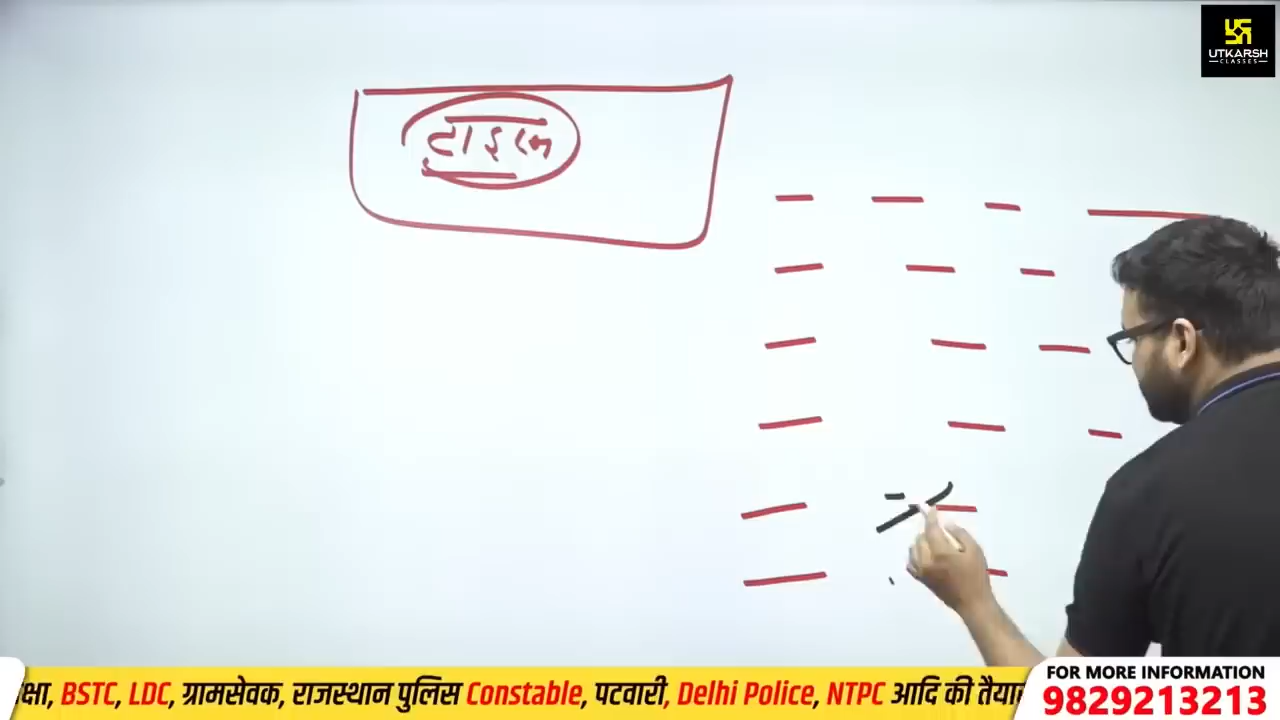 UTKARSH
CLASSES
टाइल
क्षा, BSTC, LDC, ग्रामसेवक, राजस्थान पुलिस Constable, पटवारी, Delhi Police, NTPC आदि की तैया
FOR MORE INFORMATION
9829213213